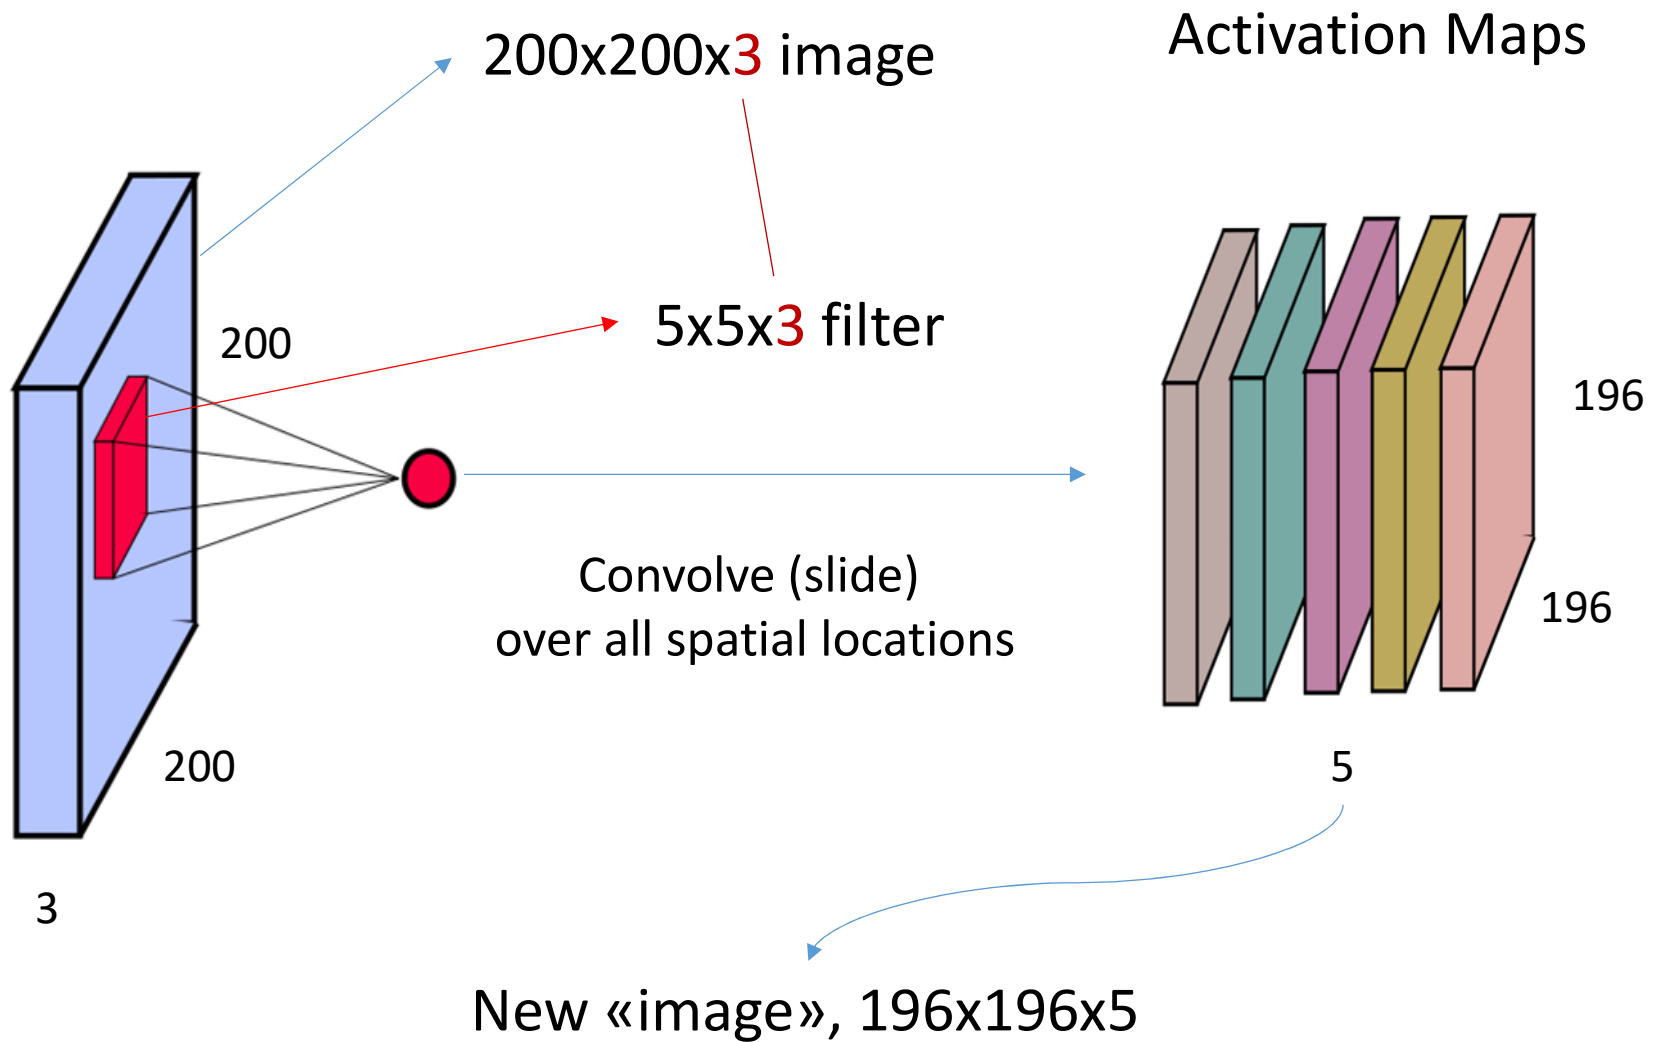 200x200x3 image
Activation Maps
5x5x3 filter
200
196
Convolve (slide)
over all spatial locations
196
200
5
3
New «image», 196x196x5